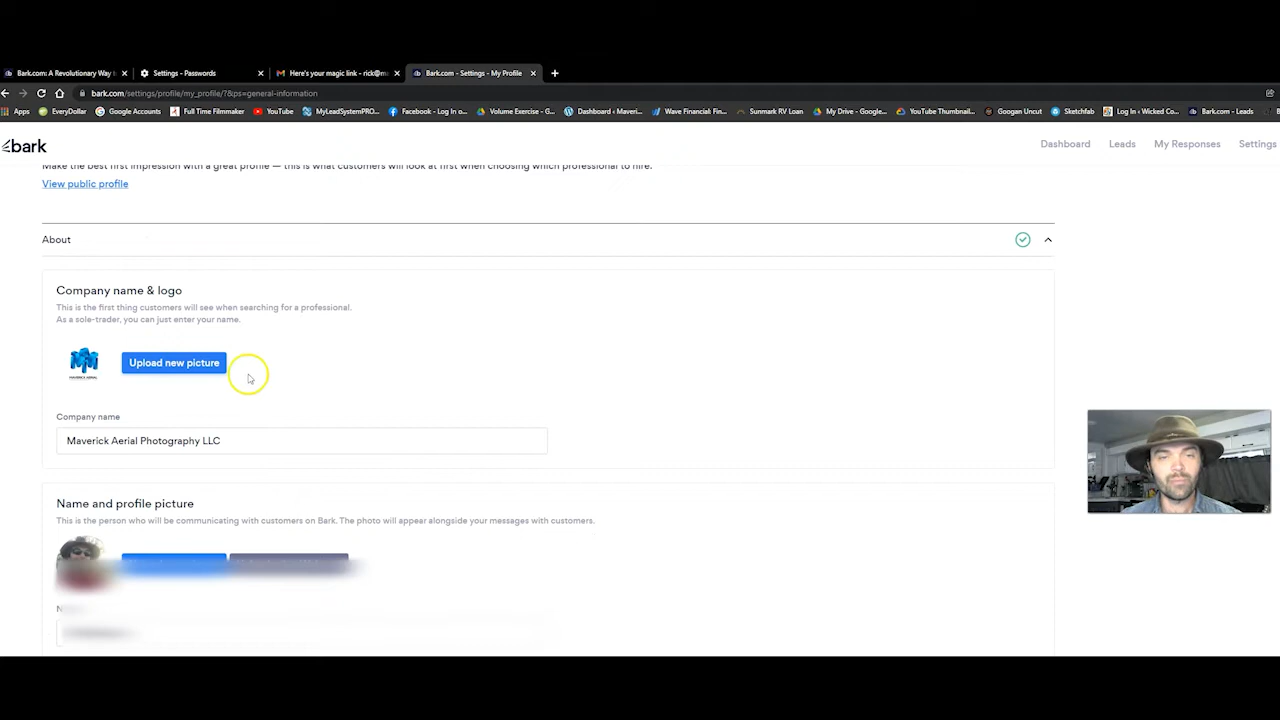 Bark.com: A Revolutionary Way t
Settings - Passwords
Here's your magic link - rick@m
Bark.com - Settings - My Profile
bark.com/settings/profile/my_profile/?&ps=general-information
Apps
EveryDollar
Google Accounts
Full Time Filmmaker
YouTube
MyLeadSystemPRO...
Facebook - Log In o...
Volume Exercise - G...
Dashboard ‹ Maveri...
Wave Financial: Fin...
Sunmark RV Loan
My Drive - Google...
YouTube Thumbnail...
Googan Uncut
Sketchfab
Log In ‹ Wicked Co...
Bark.com - Leads
bark
Dashboard
Leads
My Responses
Settings
Make the best first impression with a great profile — this is what customers will look at first when choosing which professional to hire.
View public profile
About
Company name & logo
This is the first thing customers will see when searching for a professional.
As a sole-trader, you can just enter your name.
MAVERICK AERIAL
Upload new picture
Company name
Maverick Aerial Photography LLC
Name and profile picture
This is the person who will be communicating with customers on Bark. The photo will appear alongside your messages with customers.